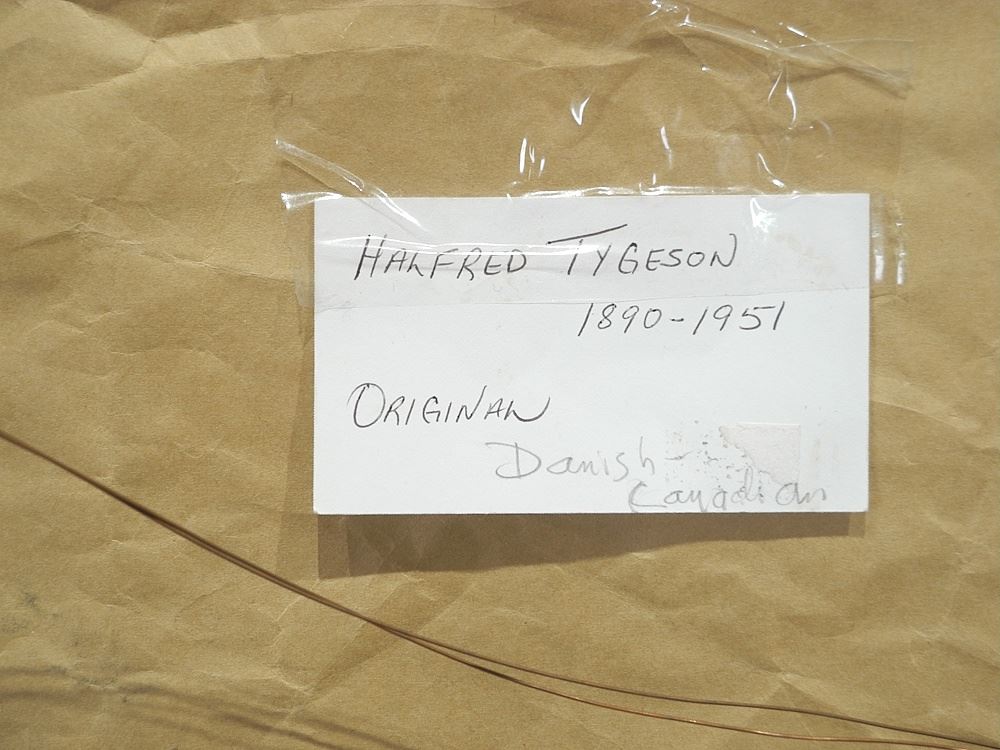 HALFRED TYGESON
1890-1951
ORIGINAL
Danish-
Canadian